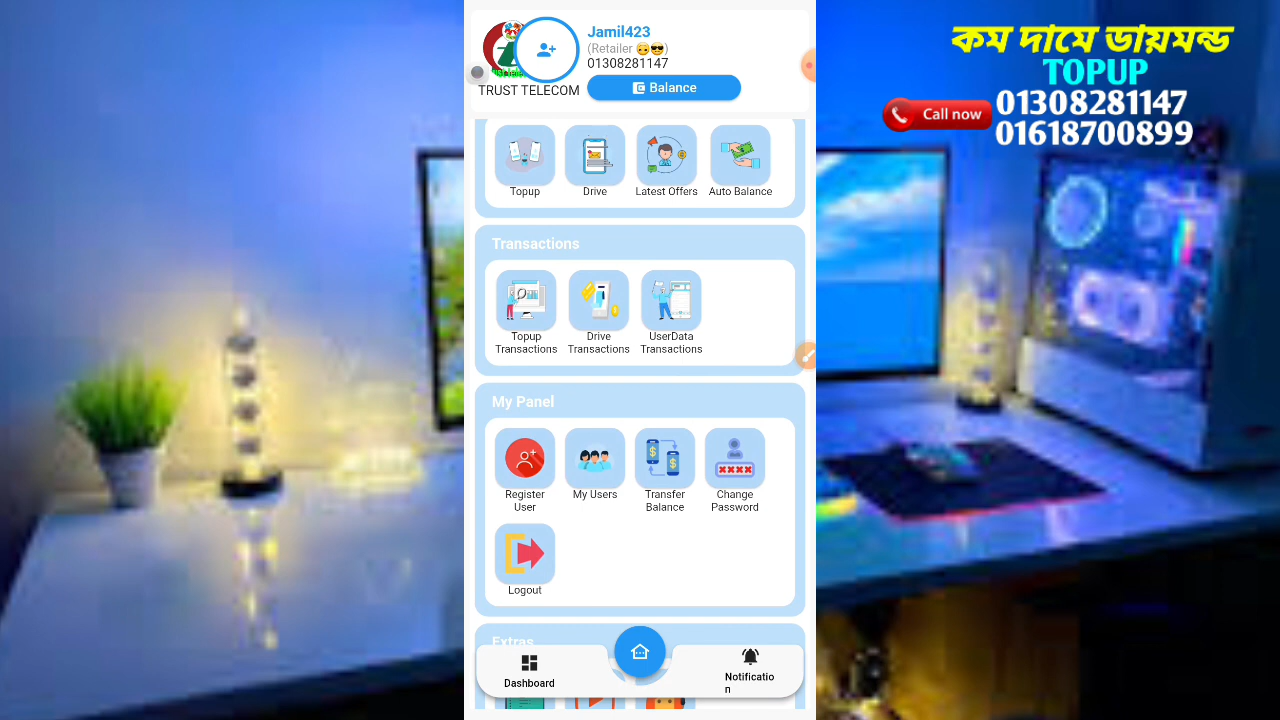 Jamil423
(Retailer 😏😎)
01308281147
TRUST TELECOM
Balance
কম দামে ডায়মন্ড
TOPUP
Call now
01308281147
01618700899
Topup
Drive
Latest Offers
Auto Balance
Transactions
Topup
Transactions
Drive
Transactions
UserData
Transactions
My Panel
Register
User
My Users
Transfer
Balance
Change
Password
Logout
Extras
Dashboard
Notificatio
n